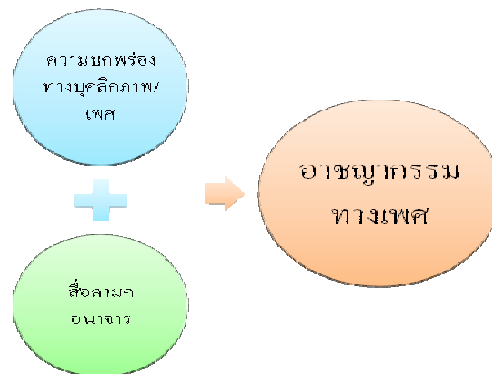 ความบกพร่อง
ทางบุคลิกภาพ/
เพศ
อาชญากรรม
ทางเพศ
สื่อลามก
อนาจาร